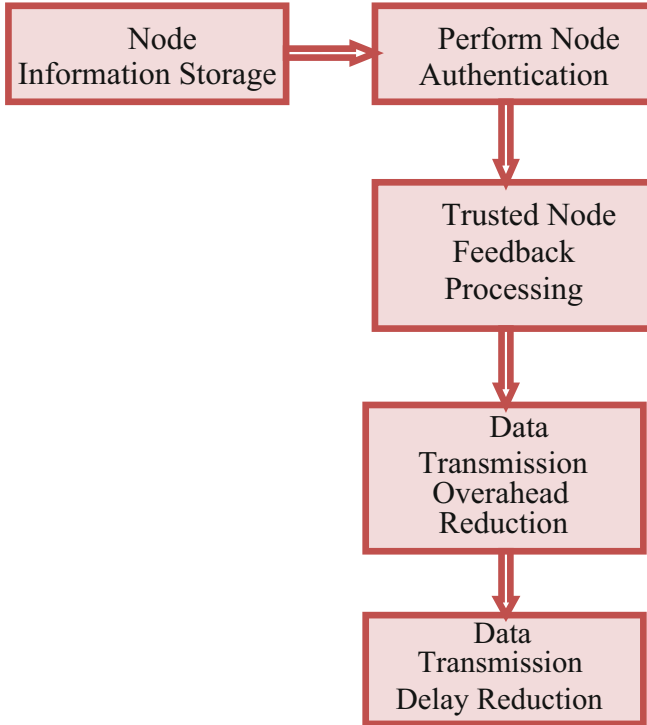 Node
Information Storage
Perform Node
Authentication
Trusted Node
Feedback
Processing
Data
Transmission
Overahead
Reduction
Data
Transmission
Delay Reduction